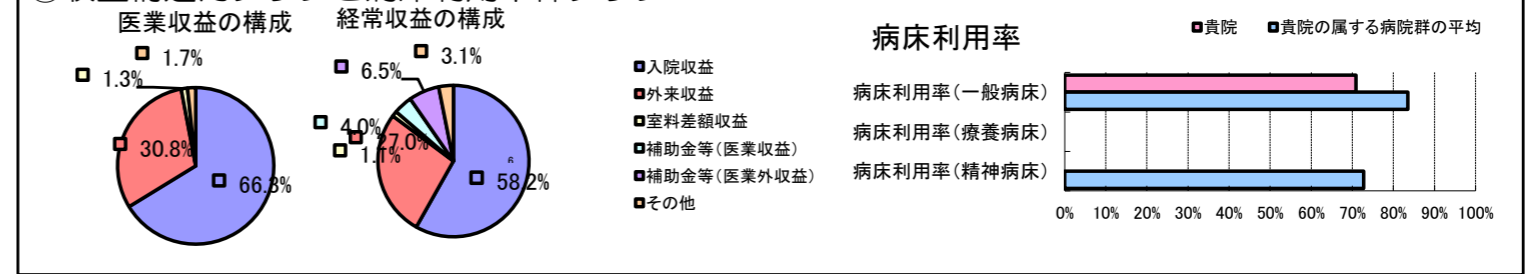 医業収益の構成
経常収益の構成
1.7%
1.3%
30.8%
66.3%
3.1%
6.5%
4.0%
27.0%
1.1%
58.2%
入院収益
外来収益
室料差額収益
補助金等(医業収益)
補助金等(医業外収益)
その他
病床利用率
貴院
貴院の属する病院群の平均
病床利用率(一般病床)
病床利用率(療養病床)
病床利用率(精神病床)
0% 10% 20% 30% 40% 50% 60% 70% 80% 90% 100%